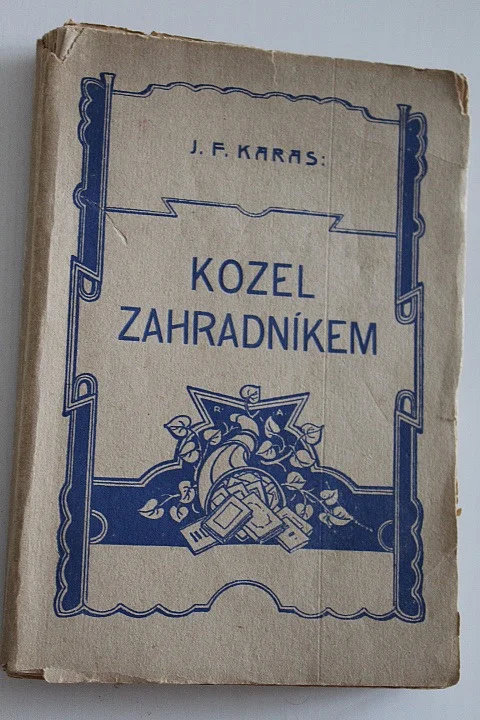 J. F. KARAS:
KOZEL
ZAHRADNÍKEM
R V A